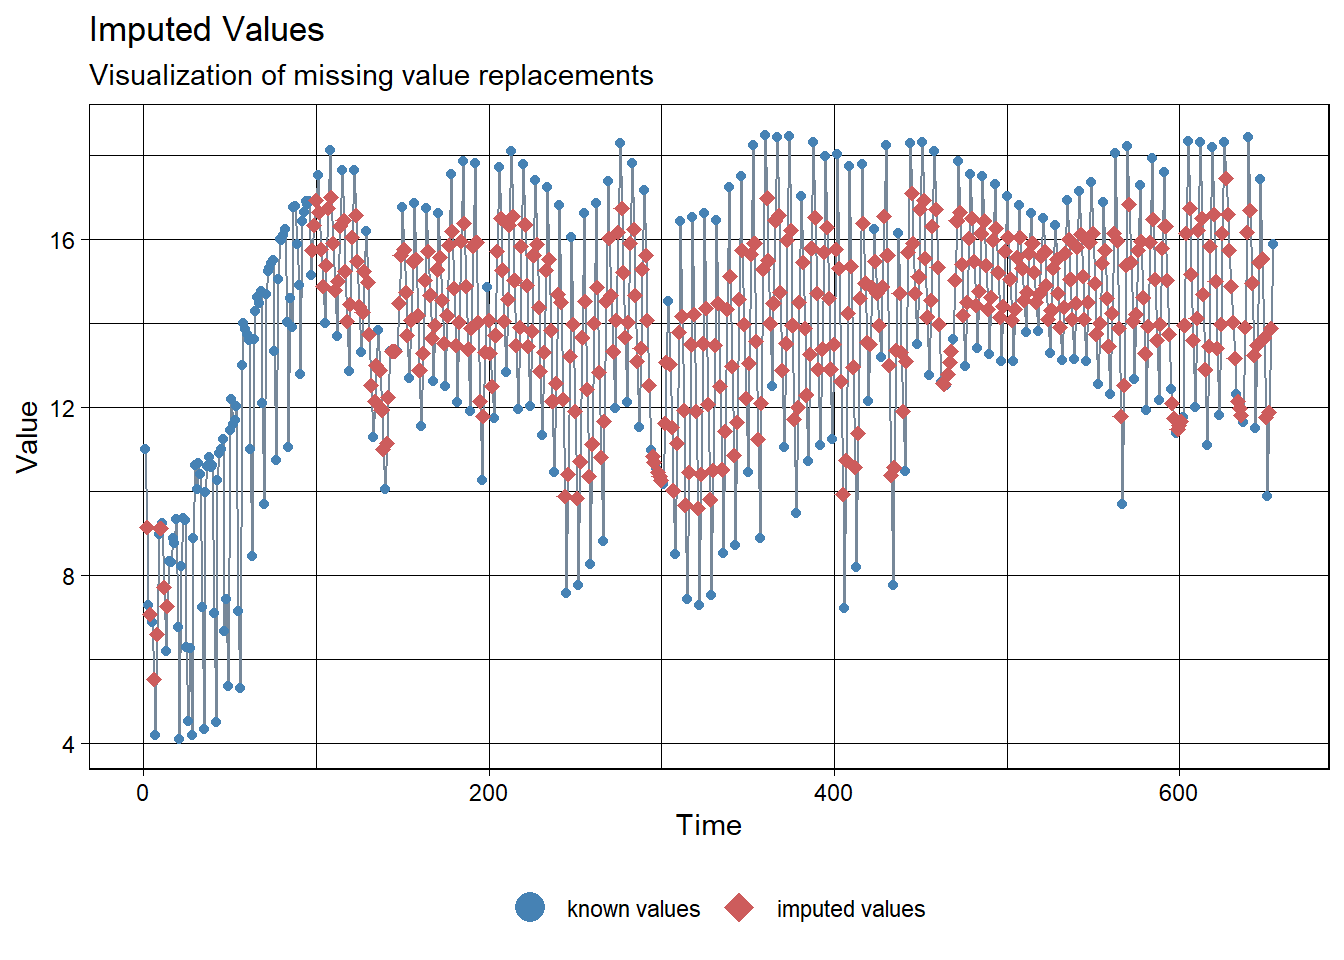 Imputed Values
Visualization of missing value replacements
Value
16
12
8
4
0 200 400 600
Time
known values imputed values